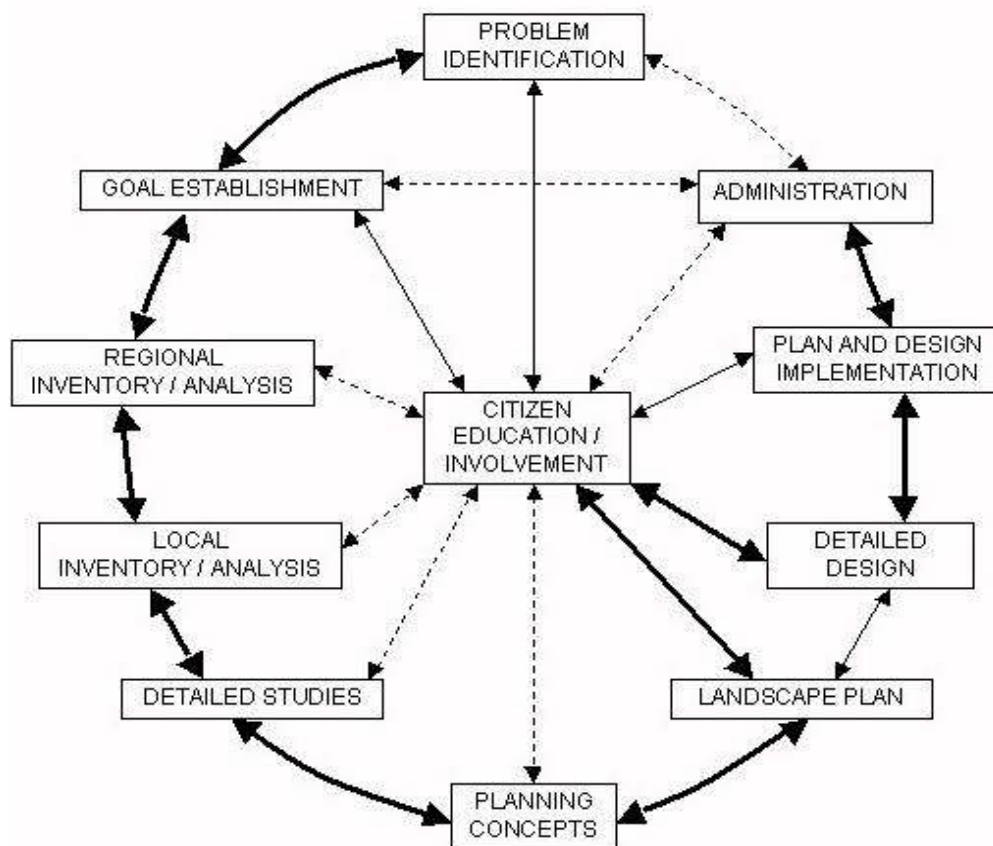 PROBLEM
IDENTIFICATION
GOAL ESTABLISHMENT
ADMINISTRATION
REGIONAL
INVENTORY / ANALYSIS
PLAN AND DESIGN
IMPLEMENTATION
CITIZEN
EDUCATION /
INVOLVEMENT
LOCAL
INVENTORY / ANALYSIS
DETAILED
DESIGN
DETAILED STUDIES
LANDSCAPE PLAN
PLANNING
CONCEPTS